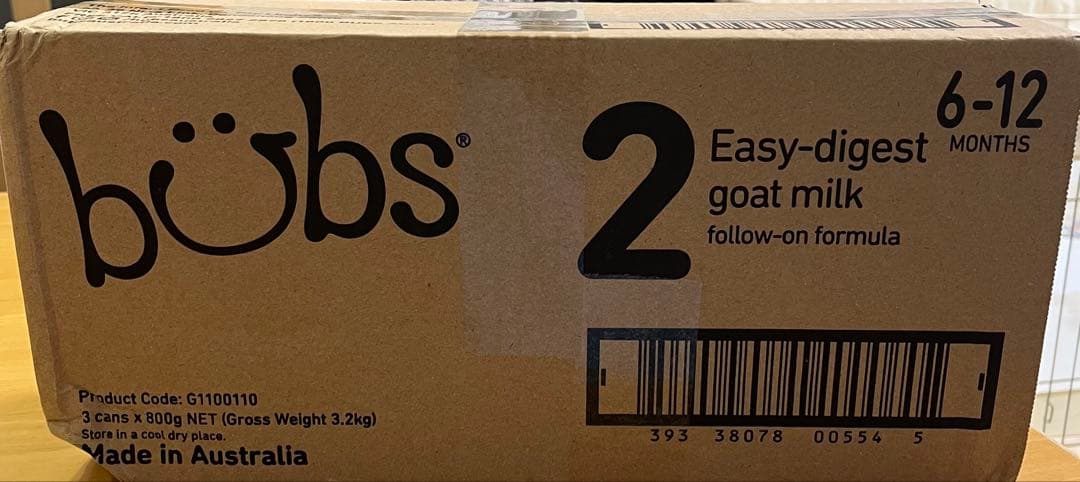 bubs®
2
Easy-digest
goat milk
follow-on formula
6-12
MONTHS
Product Code: G1100110
3 cans x 800g NET (Gross Weight 3.2kg)
Store in a cool dry place.
Made in Australia
393 38078 00554 5